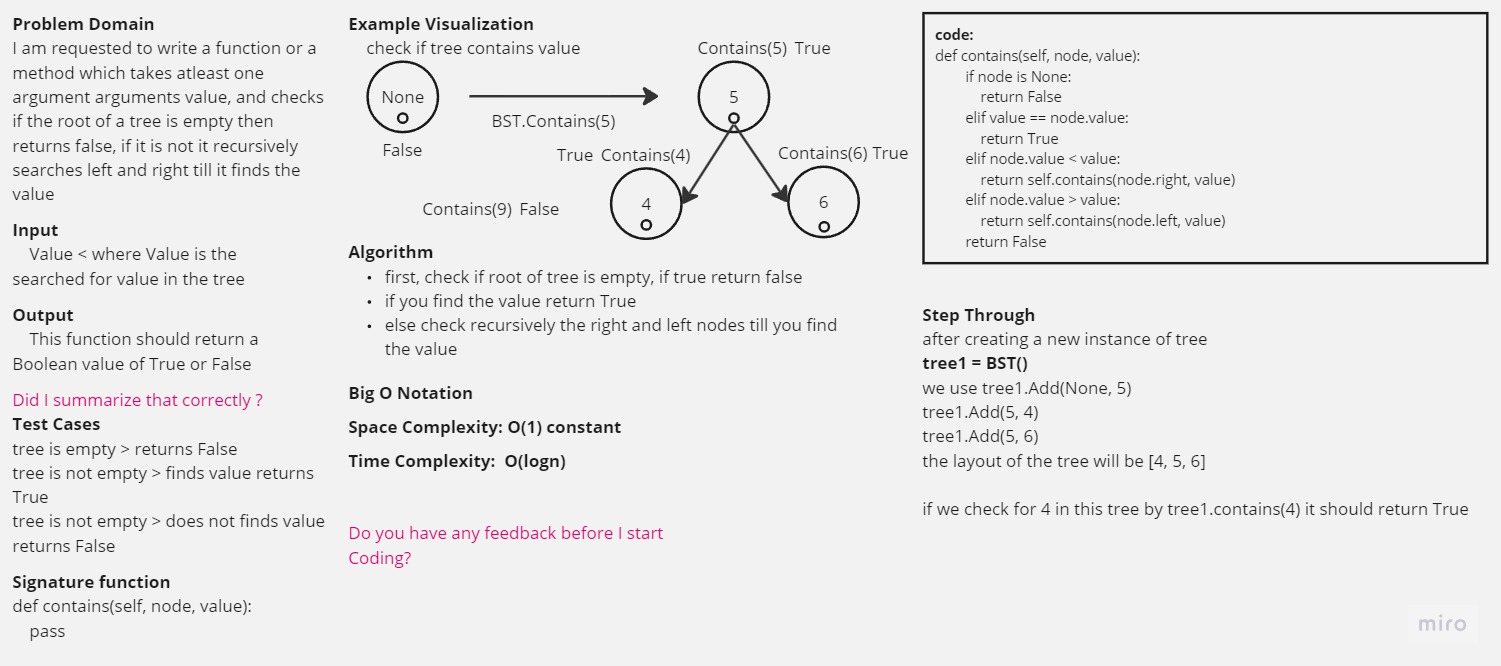 Problem Domain
I am requested to write a function or a
method which takes atleast one
argument arguments value, and checks
if the root of a tree is empty then
returns false, if it is not it recursively
searches left and right till it finds the
value
Input
Value < where Value is the
searched for value in the tree
Output
This function should return a
Boolean value of True or False
Did I summarize that correctly ?
Test Cases
tree is empty > returns False
tree is not empty > finds value returns
True
tree is not empty > does not finds value
returns False
Signature function
def contains(self, node, value):
pass
Example Visualization
check if tree contains value
None
False
BST.Contains(5)
Contains(5) True
5
True Contains(4)
4
Contains(6) True
6
Contains(9) False
Algorithm
• first, check if root of tree is empty, if true return false
• if you find the value return True
• else check recursively the right and left nodes till you find
the value
Big O Notation
Space Complexity: O(1) constant
Time Complexity: O(logn)
Do you have any feedback before I start
Coding?
code:
def contains(self, node, value):
if node is None:
return False
elif value == node.value:
return True
elif node.value < value:
return self.contains(node.right, value)
elif node.value > value:
return self.contains(node.left, value)
return False
Step Through
after creating a new instance of tree
tree1 = BST()
we use tree1.Add(None, 5)
tree1.Add(5, 4)
tree1.Add(5, 6)
the layout of the tree will be [4, 5, 6]
if we check for 4 in this tree by tree1.contains(4) it should return True
miro